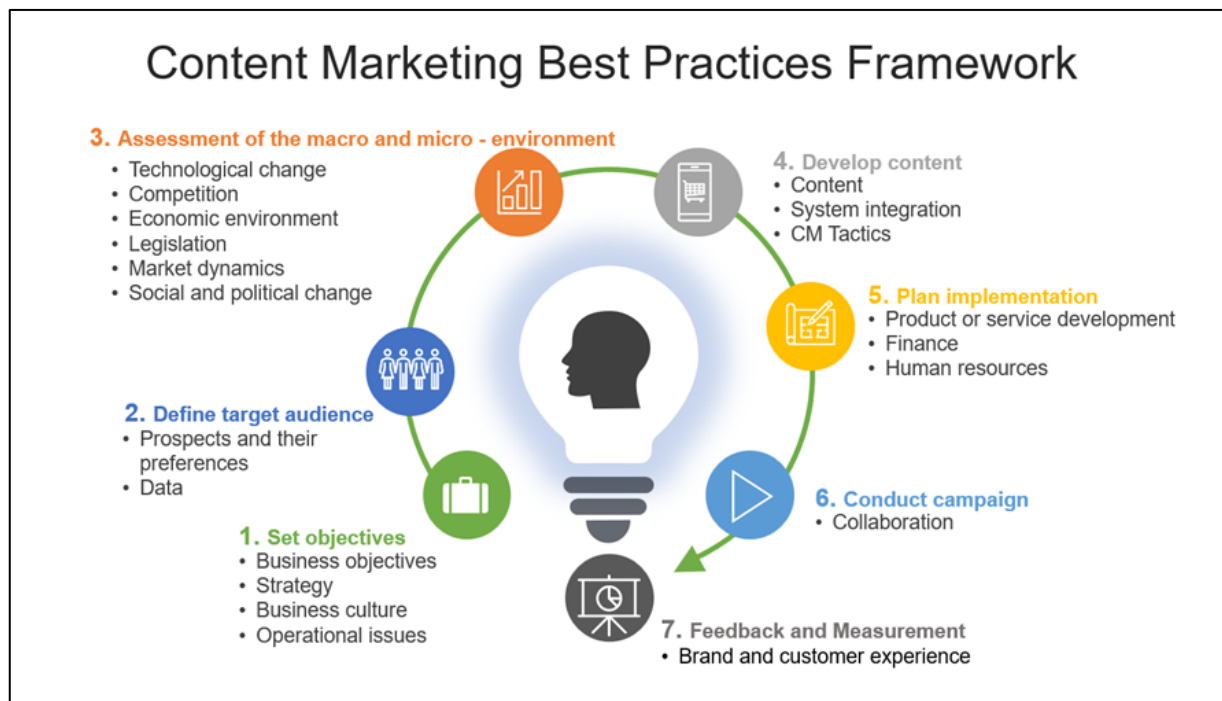 Content Marketing Best Practices Framework
3. Assessment of the macro and micro - environment
• Technological change
• Competition
• Economic environment
• Legislation
• Market dynamics
• Social and political change
2. Define target audience
• Prospects and their
preferences
• Data
1. Set objectives
• Business objectives
• Strategy
• Business culture
• Operational issues
4. Develop content
• Content
• System integration
• CM Tactics
5. Plan implementation
• Product or service development
• Finance
• Human resources
6. Conduct campaign
• Collaboration
7. Feedback and Measurement
• Brand and customer experience